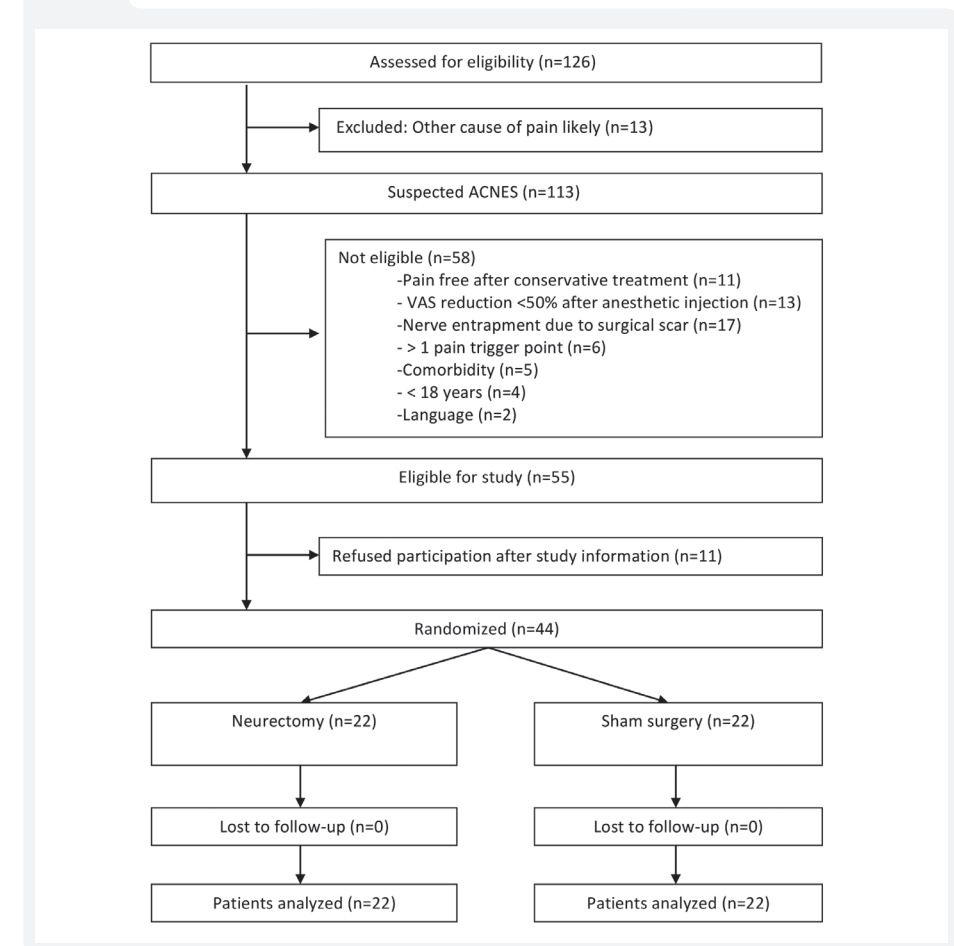 Assessed for eligibility (n=126)
Excluded: Other cause of pain likely (n=13)
Suspected ACNES (n=113)
Not eligible (n=58)
-Pain free after conservative treatment (n=11)
- VAS reduction <50% after anesthetic injection (n=13)
-Nerve entrapment due to surgical scar (n=17)
- > 1 pain trigger point (n=6)
-Comorbidity (n=5)
- < 18 years (n=4)
-Language (n=2)
Eligible for study (n=55)
Refused participation after study information (n=11)
Randomized (n=44)
Neurectomy (n=22)
Sham surgery (n=22)
Lost to follow-up (n=0)
Lost to follow-up (n=0)
Patients analyzed (n=22)
Patients analyzed (n=22)